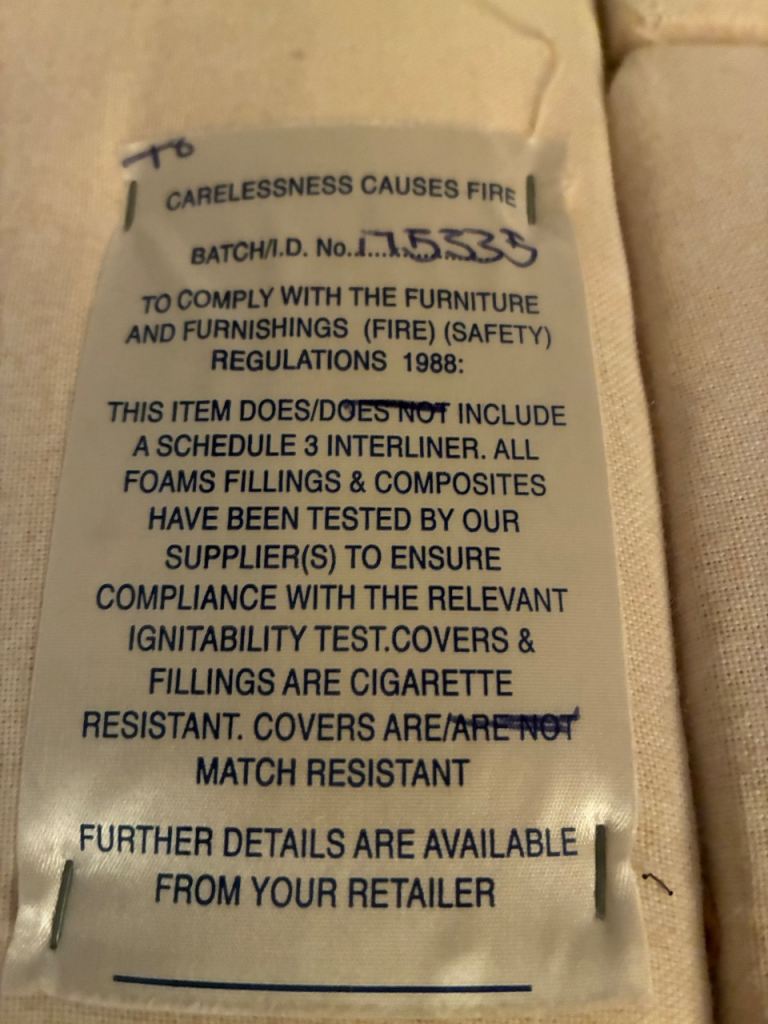 To
CARELESSNESS CAUSES FIRE
BATCH/I.D. No..175335
TO COMPLY WITH THE FURNITURE
AND FURNISHINGS (FIRE) (SAFETY)
REGULATIONS 1988:
THIS ITEM DOES/DOES NOT INCLUDE
A SCHEDULE 3 INTERLINER. ALL
FOAMS FILLINGS & COMPOSITES
HAVE BEEN TESTED BY OUR
SUPPLIER(S) TO ENSURE
COMPLIANCE WITH THE RELEVANT
IGNITABILITY TEST.COVERS &
FILLINGS ARE CIGARETTE
RESISTANT. COVERS ARE/ARE NOT
MATCH RESISTANT
FURTHER DETAILS ARE AVAILABLE
FROM YOUR RETAILER